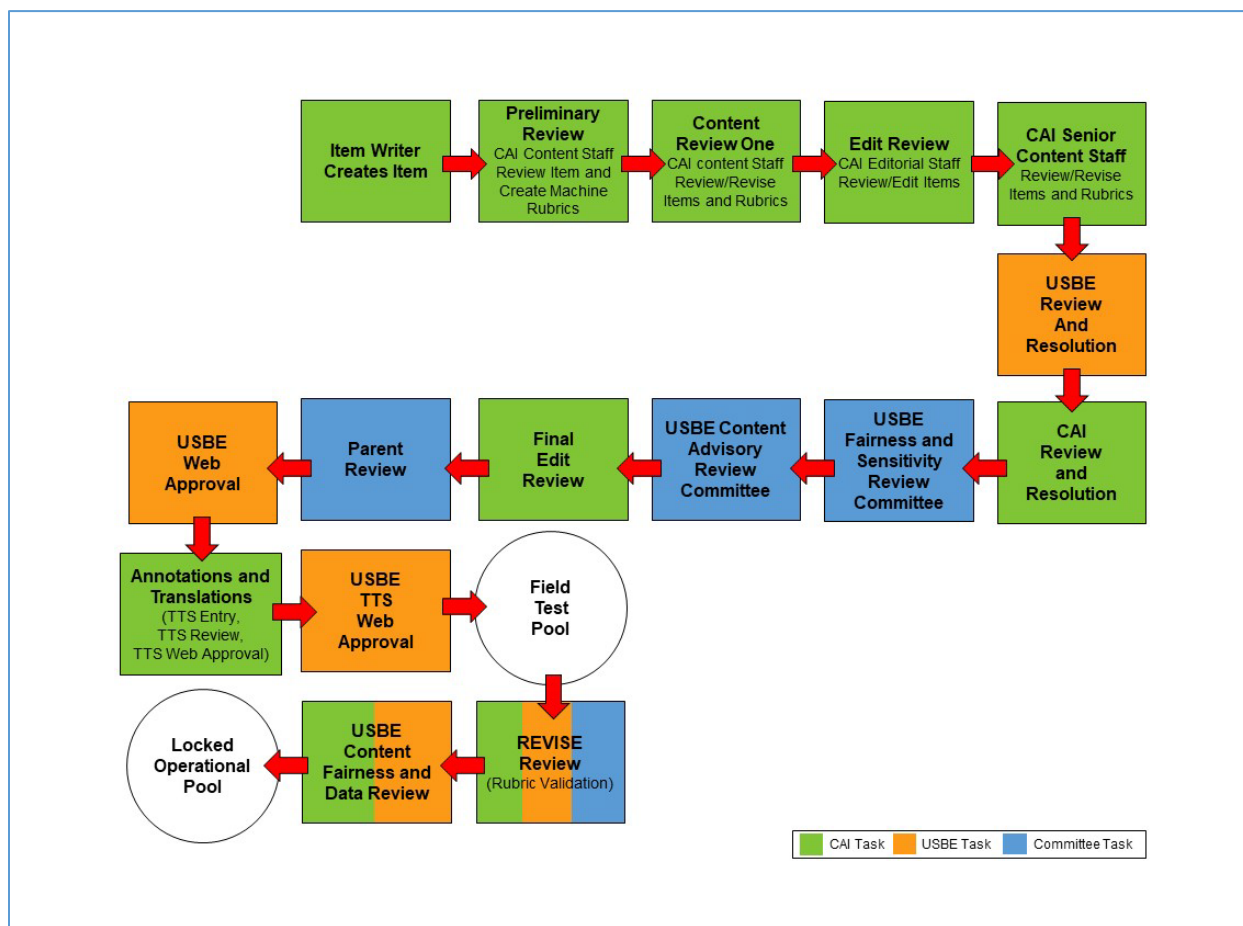 Item Writer
Creates Item
Preliminary
Review
CAI Content Staff
Review Item and
Create Machine
Rubrics
Content
Review One
CAI content Staff
Review/Revise
Items and Rubrics
Edit Review
CAI Editorial Staff
Review/Edit Items
CAI Senior
Content Staff
Review/Revise
Items and Rubrics
USBE
Review
And
Resolution
CAI
Review
and
Resolution
USBE
Fairness and
Sensitivity
Review
Committee
USBE Content
Advisory
Review
Committee
Final
Edit
Review
Parent
Review
USBE
Web
Approval
Annotations and
Translations
(TTS Entry,
TTS Review,
TTS Web Approval)
USBE
TTS
Web
Approval
Field
Test
Pool
REVISE
Review
(Rubric Validation)
USBE
Content
Fairness and
Data Review
Locked
Operational
Pool
CAI Task
USBE Task
Committee Task